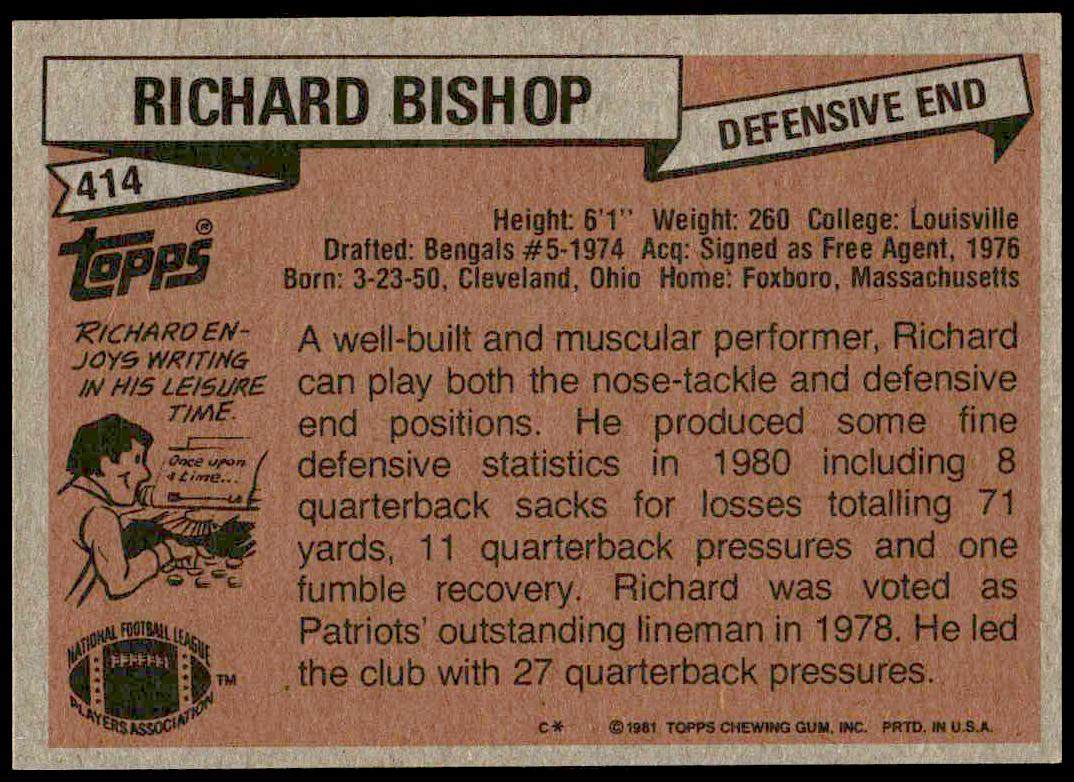 RICHARD BISHOP
DEFENSIVE END
414
Topps®
Height: 6'1" Weight: 260 College: Louisville
Drafted: Bengals #5-1974 Acq: Signed as Free Agent, 1976
Born: 3-23-50, Cleveland, Ohio Home: Foxboro, Massachusetts
RICHARD EN-
JOYS WRITING
IN HIS LEISURE
TIME.
Once upon
a time...
A well-built and muscular performer, Richard
can play both the nose-tackle and defensive
end positions. He produced some fine
defensive statistics in 1980 including 8
quarterback sacks for losses totalling 71
yards, 11 quarterback pressures and one
fumble recovery. Richard was voted as
Patriots' outstanding lineman in 1978. He led
the club with 27 quarterback pressures.
NATIONAL FOOTBALL LEAGUE
PLAYERS ASSOCIATION
TM
C* ©1981 TOPPS CHEWING GUM, INC. PRTD. IN U.S.A.